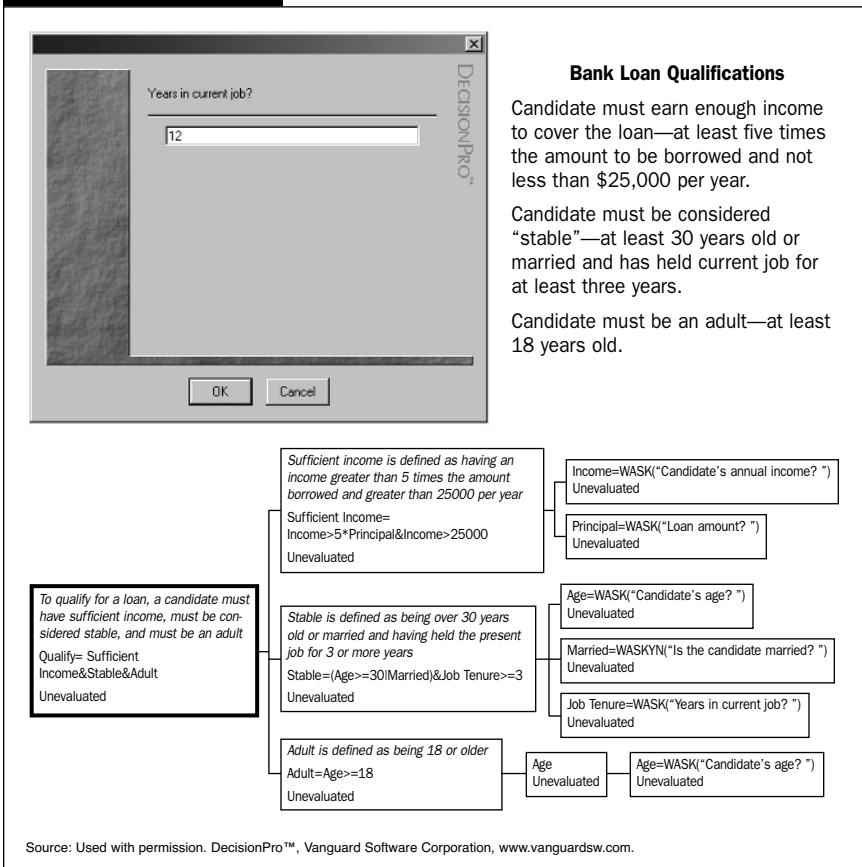 Years in current job?
12
DECISIONPRO™
OK
Cancel
Bank Loan Qualifications
Candidate must earn enough income
to cover the loan—at least five times
the amount to be borrowed and not
less than $25,000 per year.
Candidate must be considered
“stable”—at least 30 years old or
married and has held current job for
at least three years.
Candidate must be an adult—at least
18 years old.
To qualify for a loan, a candidate must
have sufficient income, must be con-
sidered stable, and must be an adult
Qualify= Sufficient
Income&Stable&Adult
Unevaluated
Sufficient income is defined as having an
income greater than 5 times the amount
borrowed and greater than 25000 per year
Sufficient Income=
Income>5*Principal&Income>25000
Unevaluated
Income=WASK(“Candidate’s annual income? ”)
Unevaluated
Principal=WASK(“Loan amount? ”)
Unevaluated
Stable is defined as being over 30 years
old or married and having held the present
job for 3 or more years
Stable=(Age>=30|Married)&Job Tenure>=3
Unevaluated
Age=WASK(“Candidate’s age? ”)
Unevaluated
Married=WASKYN(“Is the candidate married? ”)
Unevaluated
Job Tenure=WASK(“Years in current job? ”)
Unevaluated
Adult is defined as being 18 or older
Adult=Age>=18
Unevaluated
Age
Unevaluated
Age=WASK(“Candidate’s age? ”)
Unevaluated
Source: Used with permission. DecisionPro™, Vanguard Software Corporation, www.vanguardsw.com.